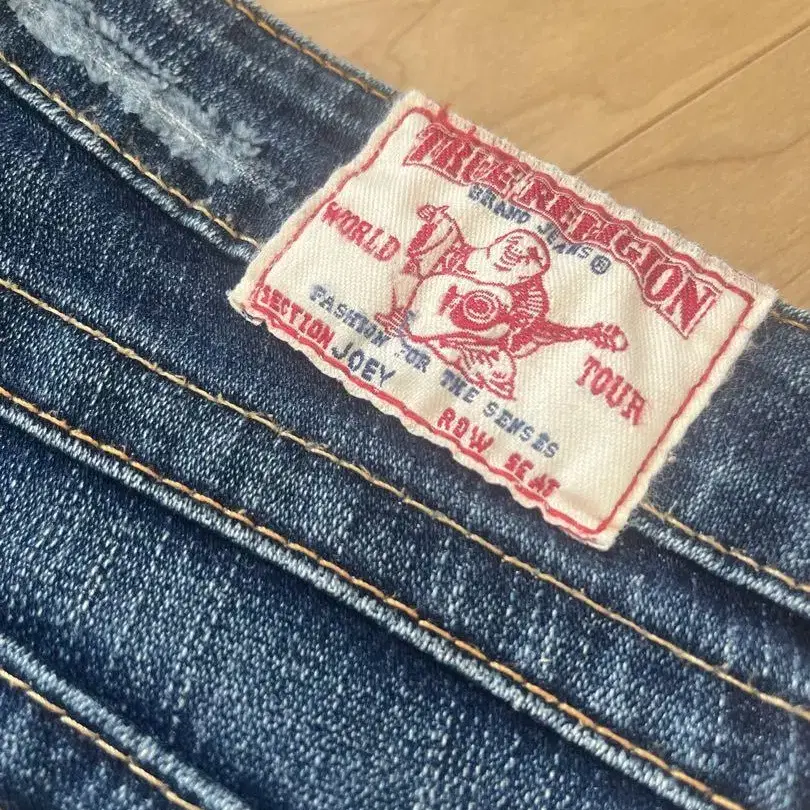 TRUE RELIGION
BRAND JEANS®
WORLD TOUR
FASHION FOR THE SENSES
SECTION JOEY
ROW SEAT